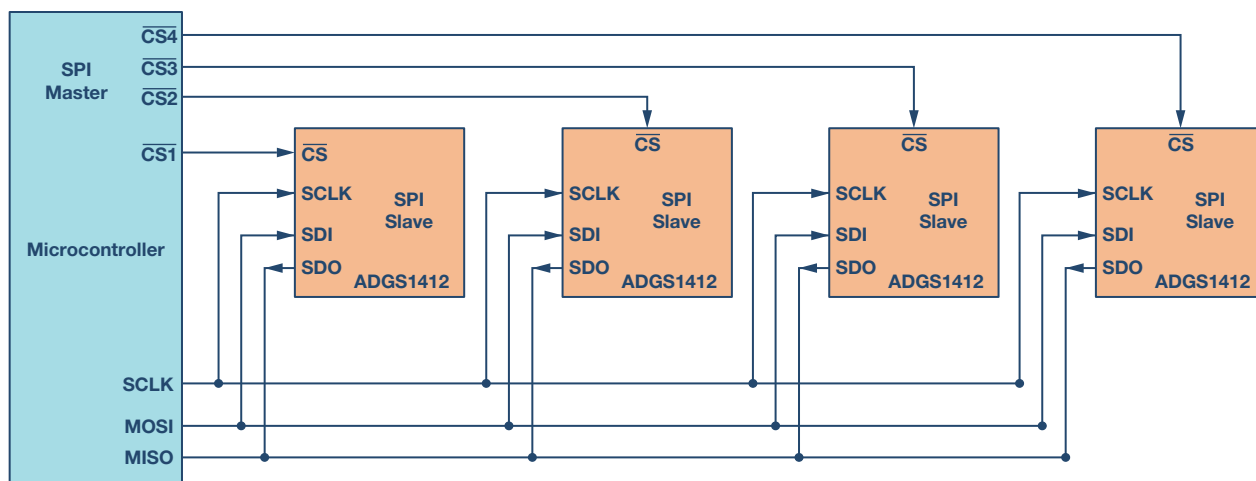 CS4
SPI
Master
CS3
CS2
CS1
Microcontroller
SCLK
MOSI
MISO
CS
SCLK
SPI
Slave
SDI
SDO
ADGS1412
CS
SCLK
SPI
Slave
SDI
SDO
ADGS1412
CS
SCLK
SPI
Slave
SDI
SDO
ADGS1412
CS
SCLK
SPI
Slave
SDI
SDO
ADGS1412